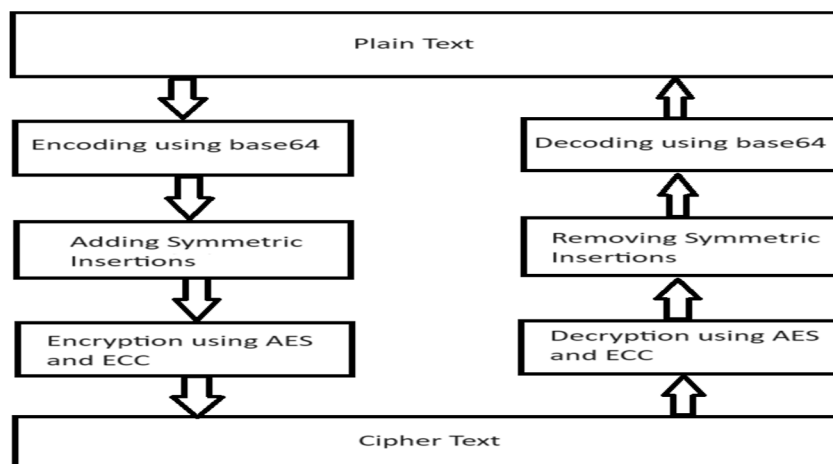 Plain Text
Encoding using base64
Decoding using base64
Adding Symmetric
Insertions
Removing Symmetric
Insertions
Encryption using AES
and ECC
Decryption using AES
and ECC
Cipher Text